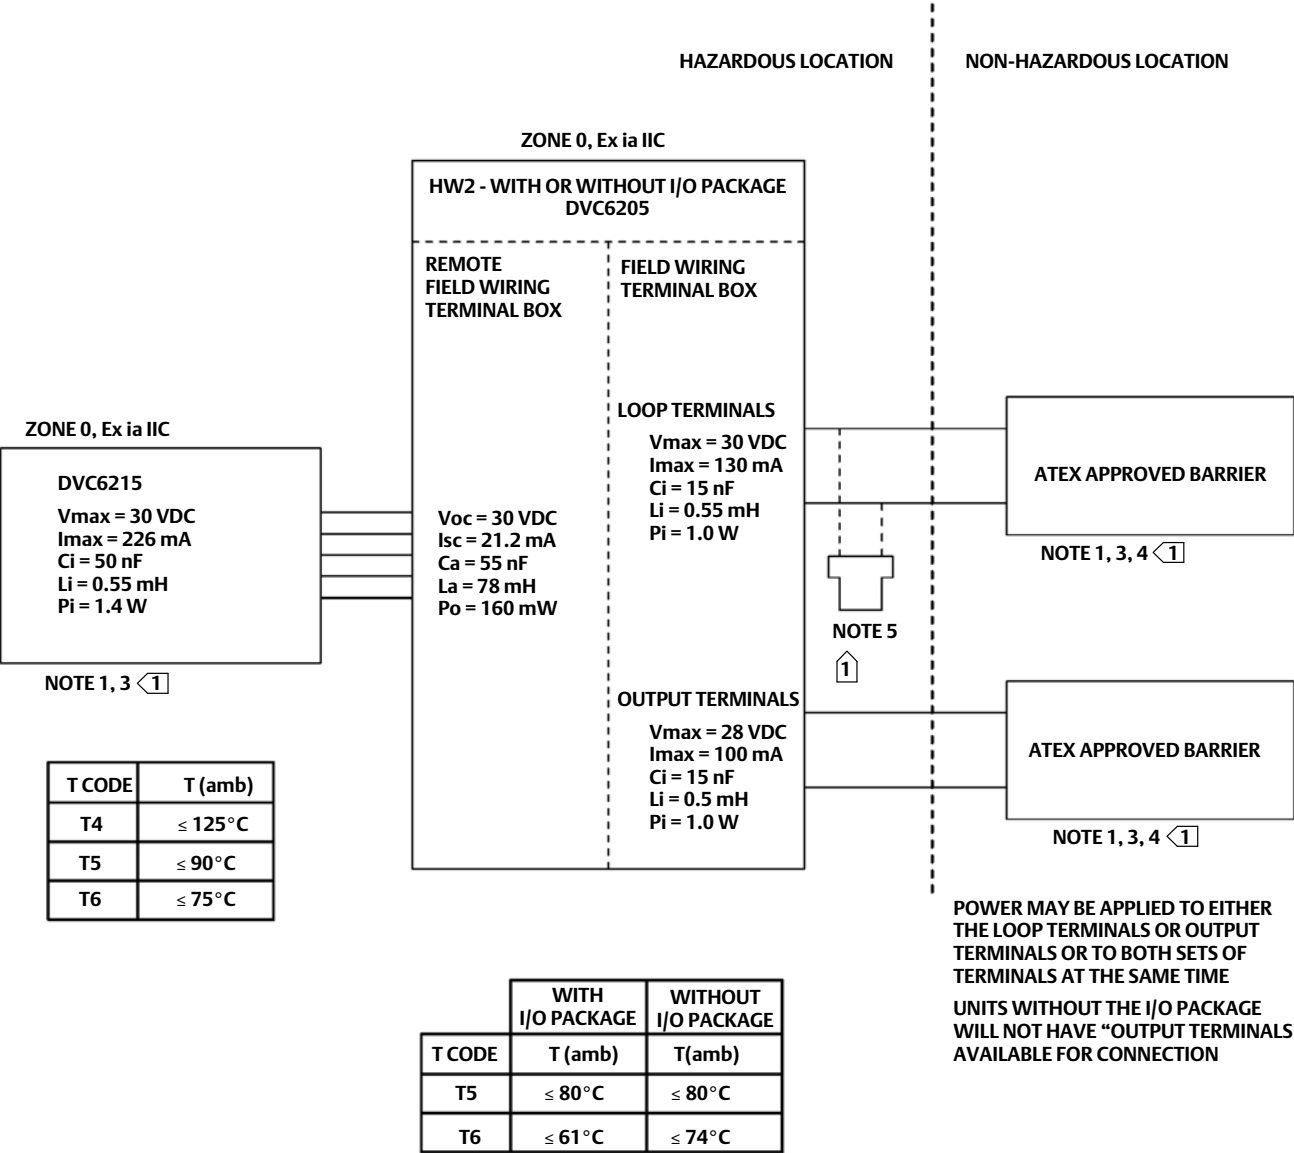 HAZARDOUS LOCATION
NON-HAZARDOUS LOCATION
ZONE 0, Ex ia IIC
HW2 - WITH OR WITHOUT I/O PACKAGE
DVC6205
REMOTE
FIELD WIRING
TERMINAL BOX
FIELD WIRING
TERMINAL BOX
LOOP TERMINALS
Vmax = 30 VDC
Imax = 130 mA
Ci = 15 nF
Li = 0.55 mH
Pi = 1.0 W
ATEX APPROVED BARRIER
NOTE 1, 3, 4 1
ZONE 0, Ex ia IIC
DVC6215
Vmax = 30 VDC
Imax = 226 mA
Ci = 50 nF
Li = 0.55 mH
Pi = 1.4 W
NOTE 1, 3 1
Voc = 30 VDC
Isc = 21.2 mA
Ca = 55 nF
La = 78 mH
Po = 160 mW
NOTE 5
1
OUTPUT TERMINALS
Vmax = 28 VDC
Imax = 100 mA
Ci = 15 nF
Li = 0.5 mH
Pi = 1.0 W
ATEX APPROVED BARRIER
NOTE 1, 3, 4 1
T CODE T (amb)
T4 ≤ 125°C
T5 ≤ 90°C
T6 ≤ 75°C
POWER MAY BE APPLIED TO EITHER
THE LOOP TERMINALS OR OUTPUT
TERMINALS OR TO BOTH SETS OF
TERMINALS AT THE SAME TIME
UNITS WITHOUT THE I/O PACKAGE
WILL NOT HAVE “OUTPUT TERMINALS
AVAILABLE FOR CONNECTION
WITH
I/O PACKAGE
WITHOUT
I/O PACKAGE
T CODE T (amb) T(amb)
T5 ≤ 80°C ≤ 80°C
T6 ≤ 61°C ≤ 74°C